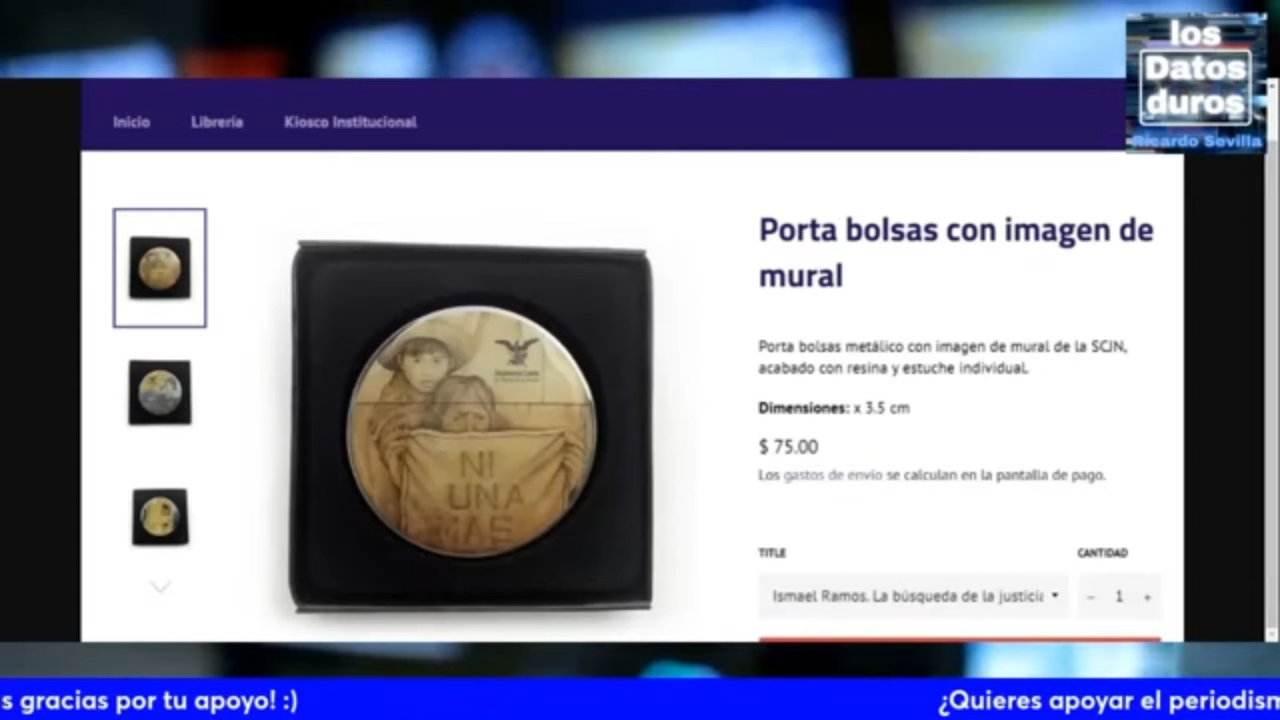 los
Datos
duros
Ricardo Sevilla
Inicio
Librería
Kiosco Institucional
Porta bolsas con imagen de
mural
Porta bolsas metálico con imagen de mural de la SCJN,
acabado con resina y estuche individual.
Dimensiones: x 3.5 cm
$ 75.00
Los gastos de envío se calculan en la pantalla de pago.
TITLE
CANTIDAD
Ismael Ramos. La búsqueda de la justicia
− 1 +
NI
UNA
MAS
s gracias por tu apoyo! :)
¿Quieres apoyar el periodism